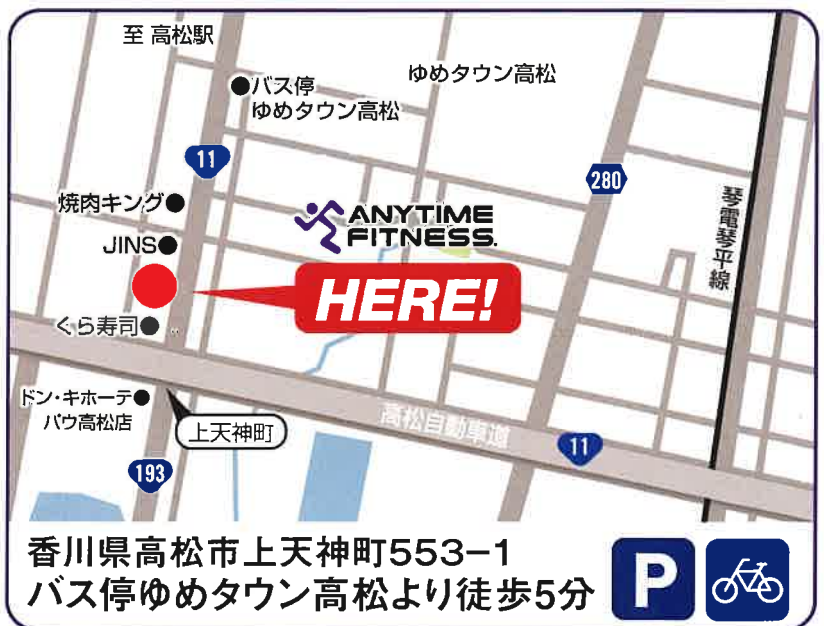 至 高松駅
バス停
ゆめタウン高松
ゆめタウン高松
11
280
焼肉キング
ANYTIME
FITNESS.
琴電琴平線
JINS
HERE!
くら寿司
ドン・キホーテ
パウ高松店
上天神町
高松自動車道
11
193
香川県高松市上天神町553-1
バス停ゆめタウン高松より徒歩5分
P